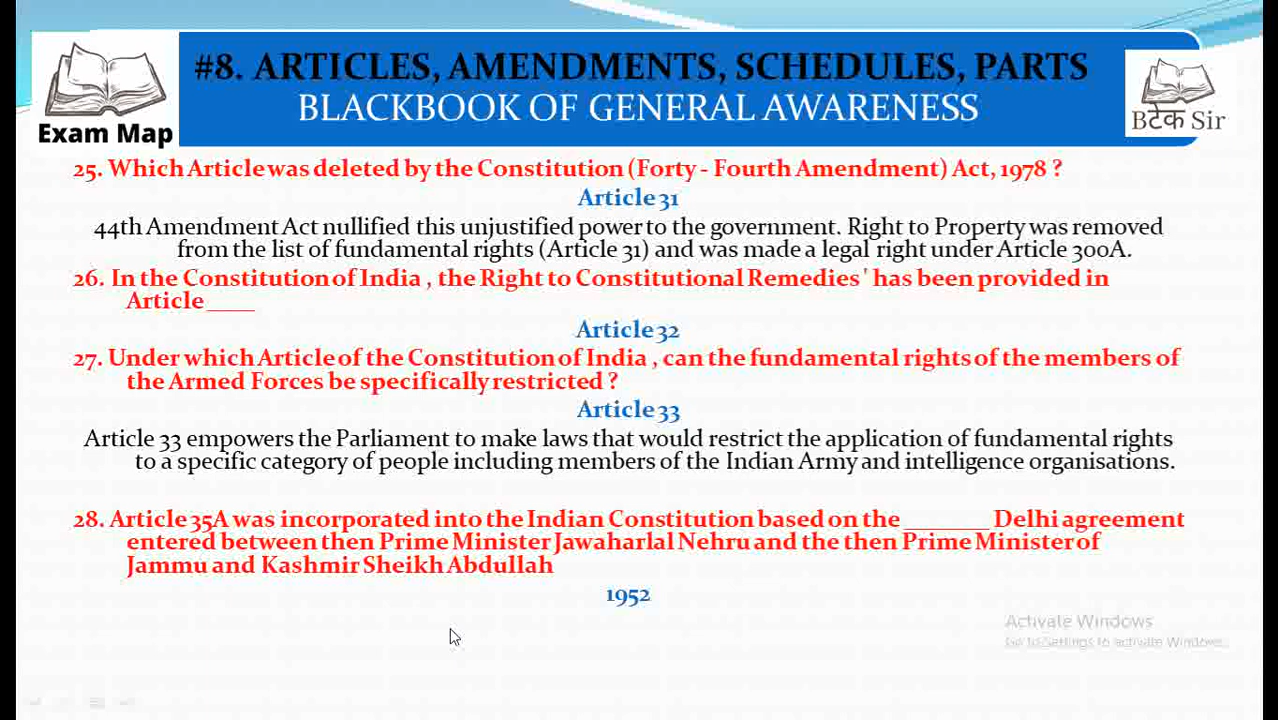 #8. ARTICLES, AMENDMENTS, SCHEDULES, PARTS
BLACKBOOK OF GENERAL AWARENESS
Exam Map
Bटेक Sir
25. Which Article was deleted by the Constitution (Forty - Fourth Amendment) Act, 1978 ?
Article 31
44th Amendment Act nullified this unjustified power to the government. Right to Property was removed
from the list of fundamental rights (Article 31) and was made a legal right under Article 300A.
26. In the Constitution of India , the Right to Constitutional Remedies ' has been provided in
Article ____
Article 32
27. Under which Article of the Constitution of India , can the fundamental rights of the members of
the Armed Forces be specifically restricted ?
Article 33
Article 33 empowers the Parliament to make laws that would restrict the application of fundamental rights
to a specific category of people including members of the Indian Army and intelligence organisations.
28. Article 35A was incorporated into the Indian Constitution based on the _______ Delhi agreement
entered between then Prime Minister Jawaharlal Nehru and the then Prime Minister of
Jammu and Kashmir Sheikh Abdullah
1952
Activate Windows
Go to Settings to activate Windows.